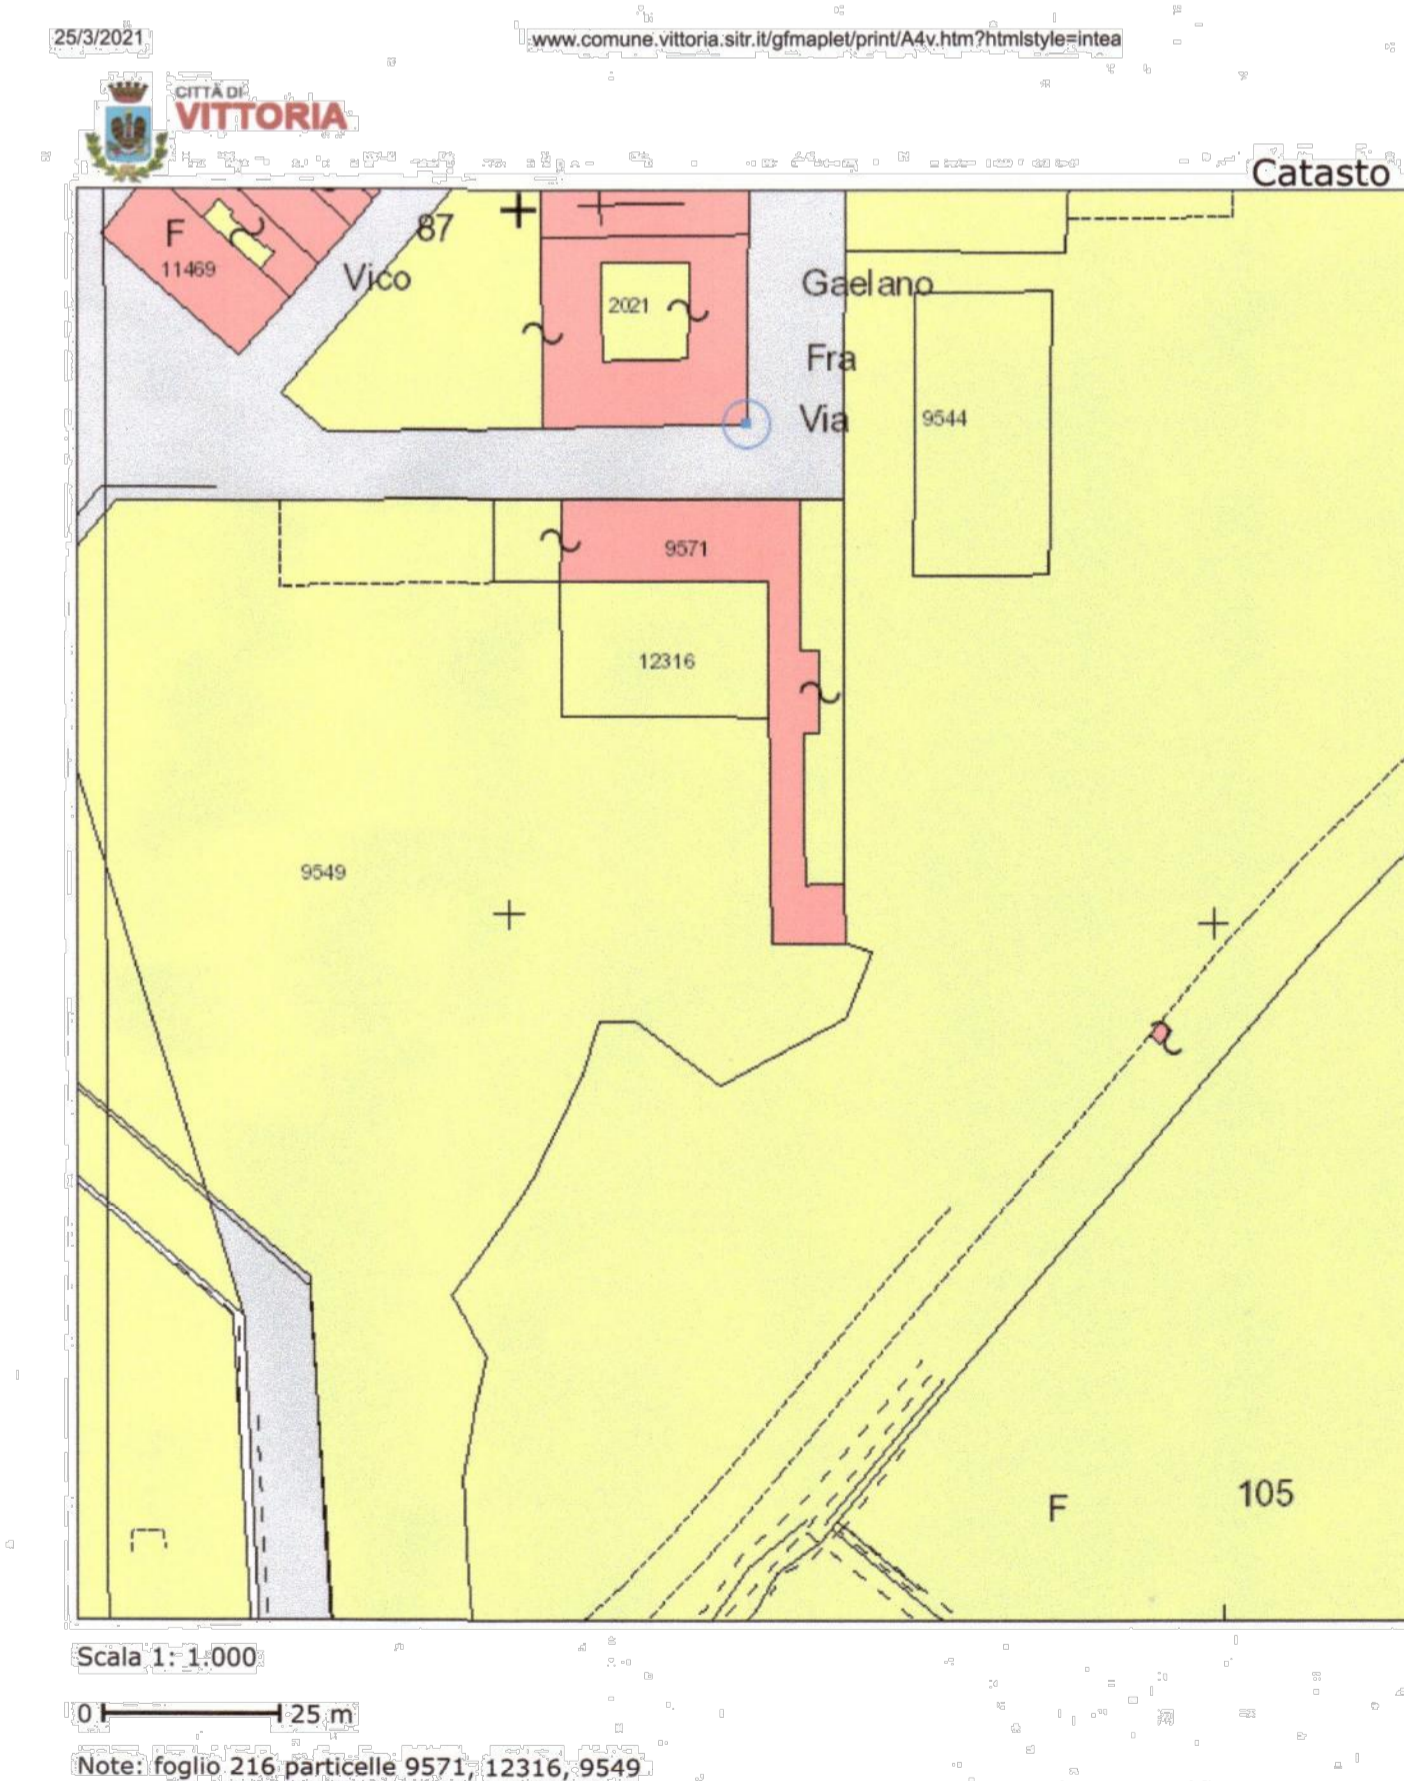 25/3/2021
www.comune.vittoria.sitr.it/gfmaplet/print/A4v.htm?htmlstyle=intea
CITTÀ DI
VITTORIA
Catasto
F
87
11469
Vico
Gaelano
2021
Fra
Via
9544
9571
12316
9549
F
105
Scala 1: 1.000
0 25 m
Note: foglio 216 particelle 9571, 12316, 9549